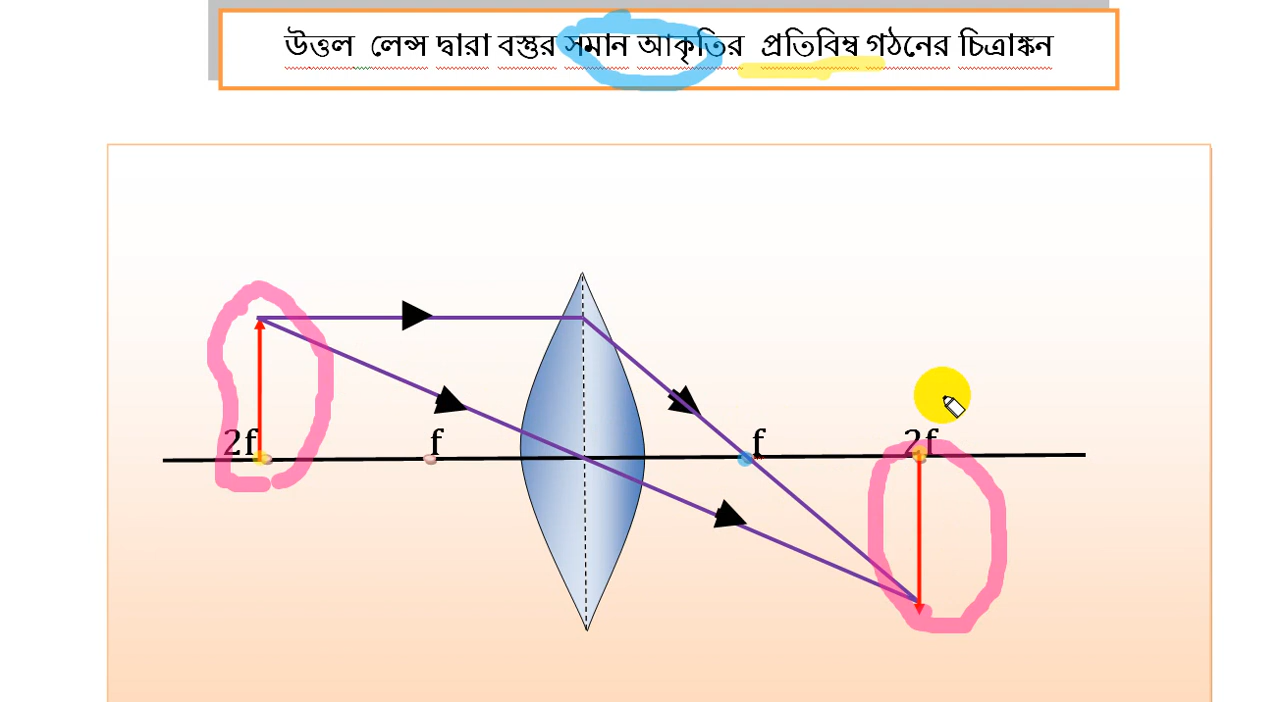 উত্তল লেন্স দ্বারা বস্তুর সমান আকৃতির প্রতিবিম্ব গঠনের চিত্রাঙ্কন
2f f f 2f